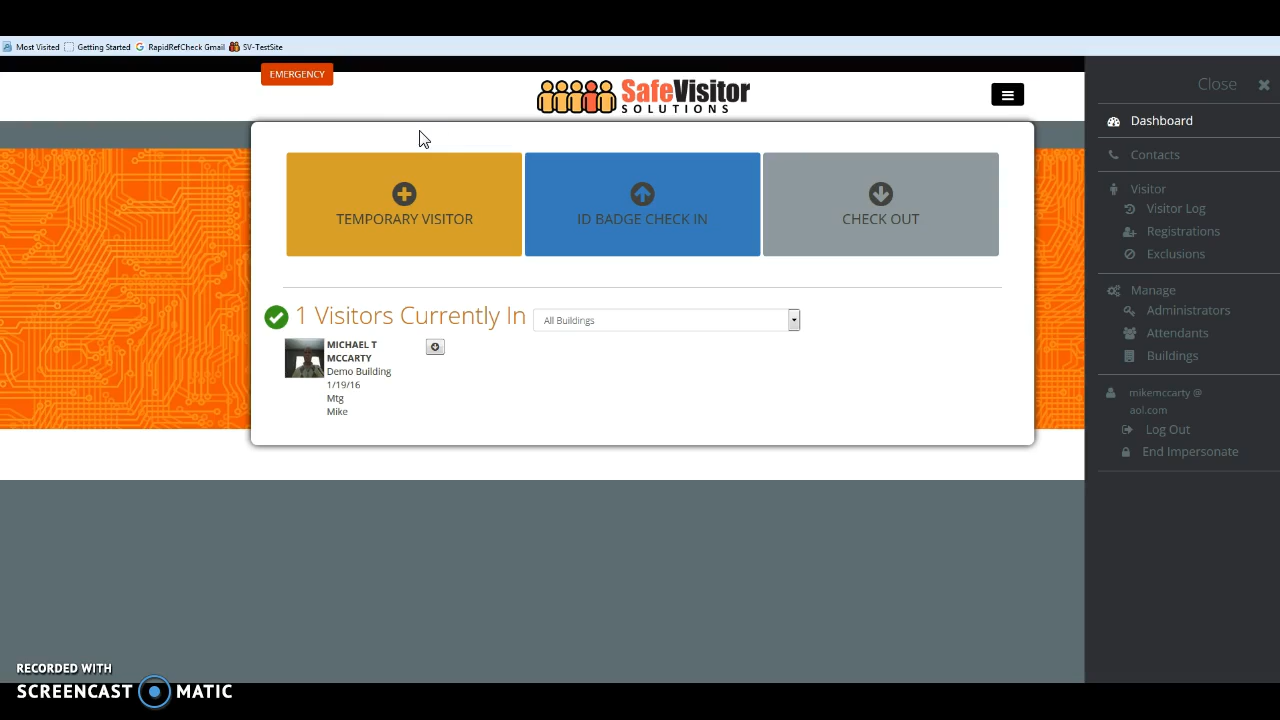 Most Visited Getting Started RapidRefCheck Gmail SV-TestSite
EMERGENCY
SafeVisitor
SOLUTIONS
TEMPORARY VISITOR
ID BADGE CHECK IN
CHECK OUT
1 Visitors Currently In
All Buildings
MICHAEL T
MCCARTY
Demo Building
1/19/16
Mtg
Mike
Close
Dashboard
Contacts
Visitor
Visitor Log
Registrations
Exclusions
Manage
Administrators
Attendants
Buildings
mikemccarty @
aol.com
Log Out
End Impersonate
RECORDED WITH
SCREENCAST MATIC